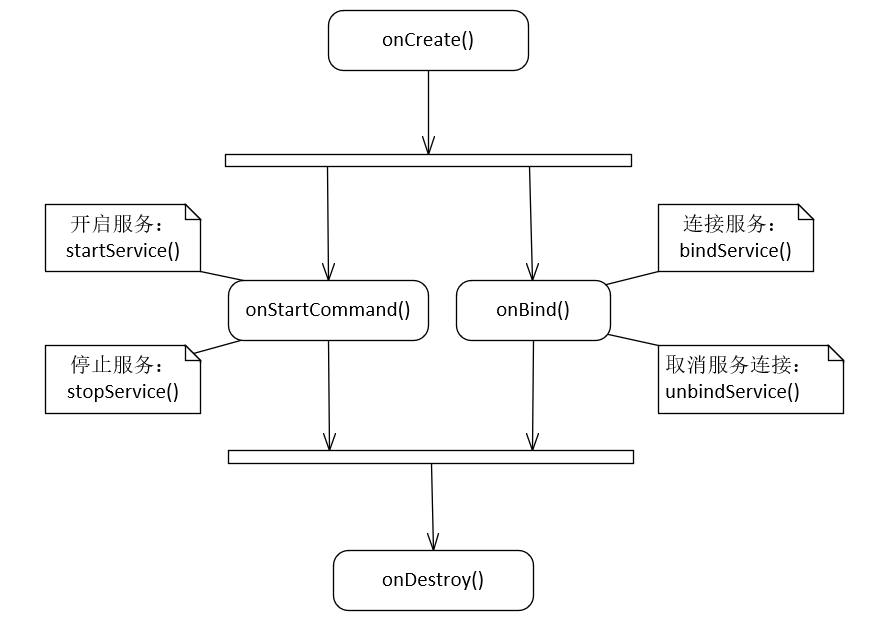 onCreate()
开启服务：
startService()
连接服务：
bindService()
onStartCommand()
onBind()
停止服务：
stopService()
取消服务连接：
unbindService()
onDestroy()